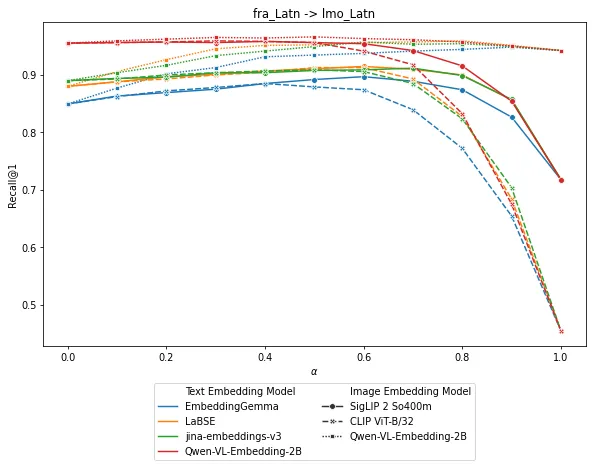 fra_Latn -> lmo_Latn
Recall@1
0.9
0.8
0.7
0.6
0.5
0.0 0.2 0.4 0.6 0.8 1.0
α
Text Embedding Model Image Embedding Model
EmbeddingGemma SigLIP 2 So400m
LaBSE CLIP ViT-B/32
jina-embeddings-v3 Qwen-VL-Embedding-2B
Qwen-VL-Embedding-2B